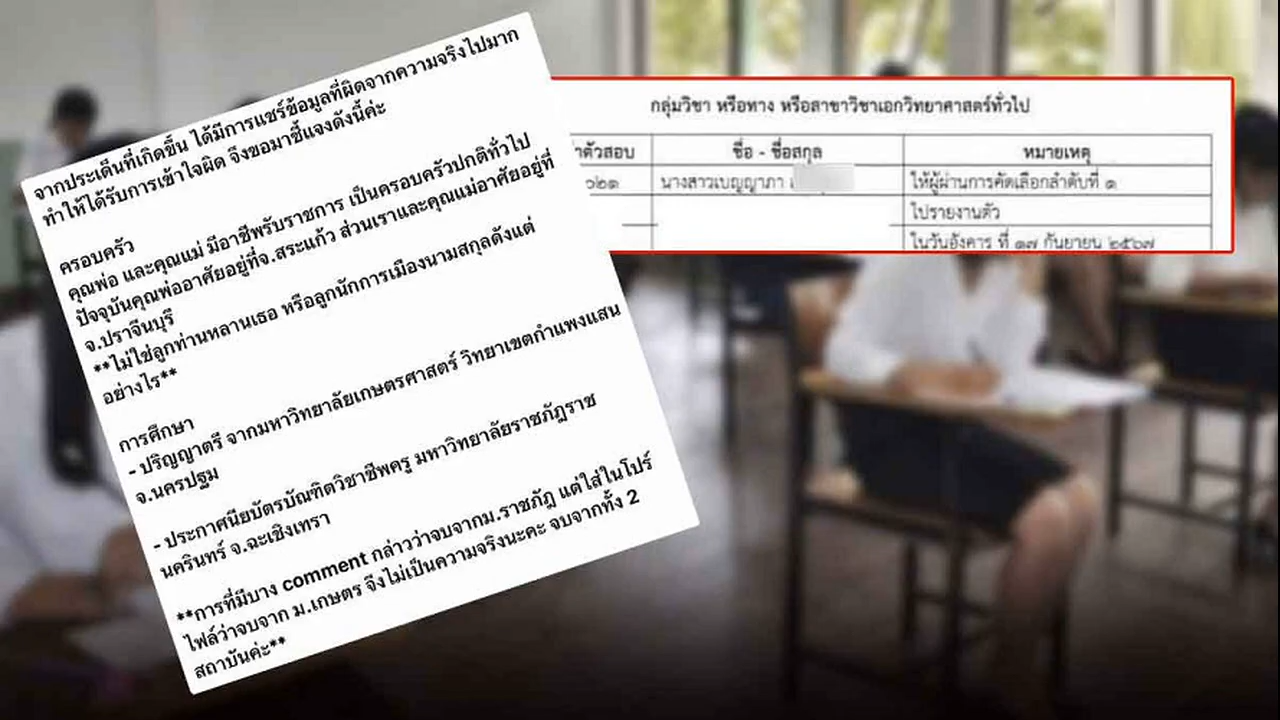 จากประเด็นที่เกิดขึ้น ได้มีการแชร์ข้อมูลที่ผิดจากความจริงไปมาก
ทำให้ได้รับการเข้าใจผิด จึงขอมาชี้แจงดังนี้ค่ะ
ครอบครัว
คุณพ่อ และคุณแม่ มีอาชีพรับราชการ เป็นครอบครัวปกติทั่วไป
ปัจจุบันคุณพ่ออาศัยอยู่ที่จ.สระแก้ว ส่วนเราและคุณแม่อาศัยอยู่ที่
จ.ปราจีนบุรี
**ไม่ใช่ลูกท่านหลานเธอ หรือลูกนักการเมืองนามสกุลดังแต่
อย่างไร**
การศึกษา
- ปริญญาตรี จากมหาวิทยาลัยเกษตรศาสตร์ วิทยาเขตกำแพงแสน
จ.นครปฐม
- ประกาศนียบัตรบัณฑิตวิชาชีพครู มหาวิทยาลัยราชภัฏราช
นครินทร์ จ.ฉะเชิงเทรา
**การที่มีบาง comment กล่าวว่าจบจากม.ราชภัฏ แต่ใส่ในโปร์
ไฟล์ว่าจบจาก ม.เกษตร จึงไม่เป็นความจริงนะคะ จบจากทั้ง 2
สถาบันค่ะ**
กลุ่มวิชา หรือทาง หรือสาขาวิชาเอกวิทยาศาสตร์ทั่วไป
าตัวสอบ ชื่อ - ชื่อสกุล หมายเหตุ
๐๒๑ นางสาวเบญญาภา ให้ผู้ผ่านการคัดเลือกลำดับที่ ๑
ไปรายงานตัว
ในวันอังคาร ที่ ๑๗ กันยายน ๒๕๖๗